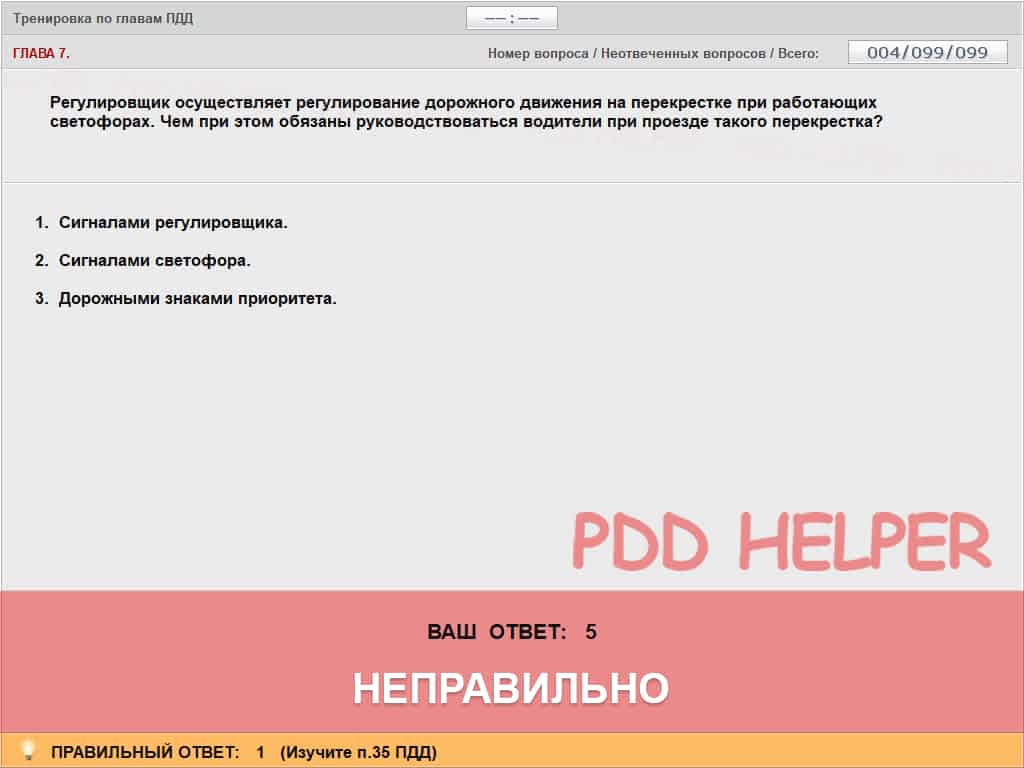 Тренировка по главам ПДД
—— : ——
ГЛАВА 7.
Номер вопроса / Неотвеченных вопросов / Всего:
004/099/099
Регулировщик осуществляет регулирование дорожного движения на перекрестке при работающих
светофорах. Чем при этом обязаны руководствоваться водители при проезде такого перекрестка?
1. Сигналами регулировщика.
2. Сигналами светофора.
3. Дорожными знаками приоритета.
PDD HELPER
ВАШ ОТВЕТ: 5
НЕПРАВИЛЬНО
ПРАВИЛЬНЫЙ ОТВЕТ: 1 (Изучите п.35 ПДД)